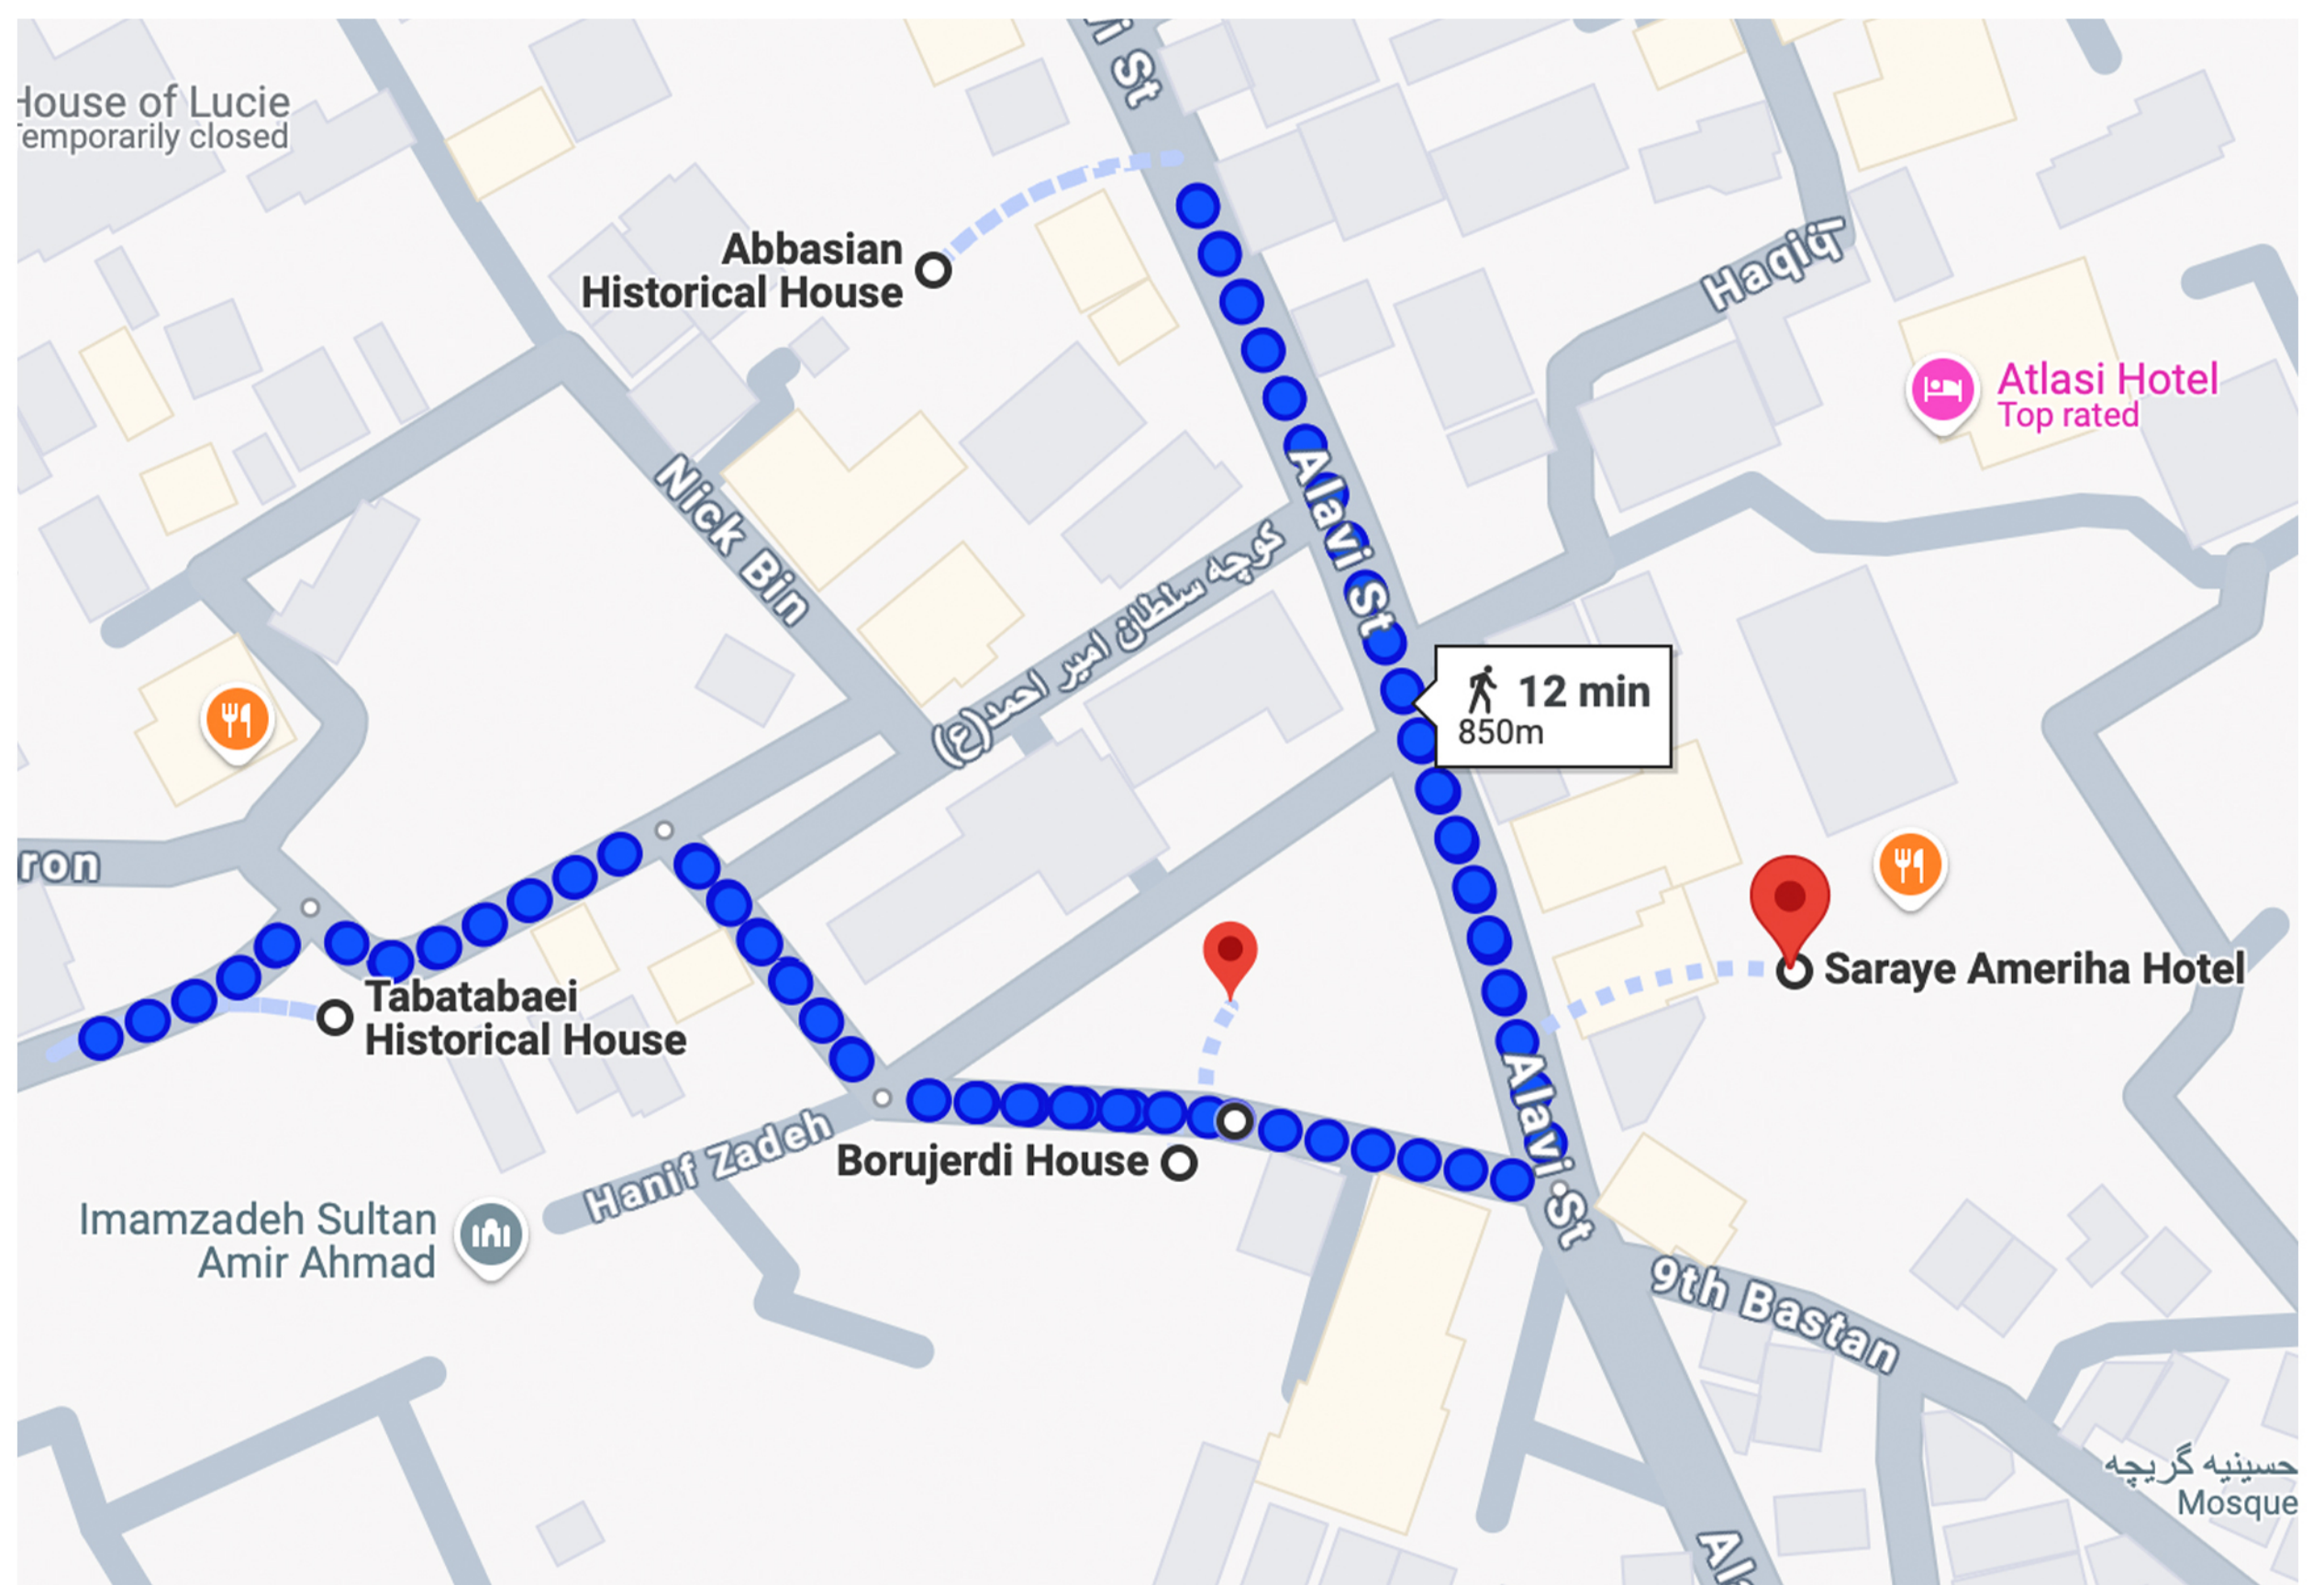 St
House of Lucie
Temporarily closed
Abbasian
Historical House
Haqiqi
Atlasi Hotel
Top rated
Nick Bin
Alavi St
کوچه سلطان امیر احمد(ع)
12 min
850m
ron
Saraye Ameriha Hotel
Tabatabaei
Historical House
Alavi St
Hanif Zadeh
Borujerdi House
Imamzadeh Sultan
Amir Ahmad
9th Bastan
حسینیه گریچه
Mosque